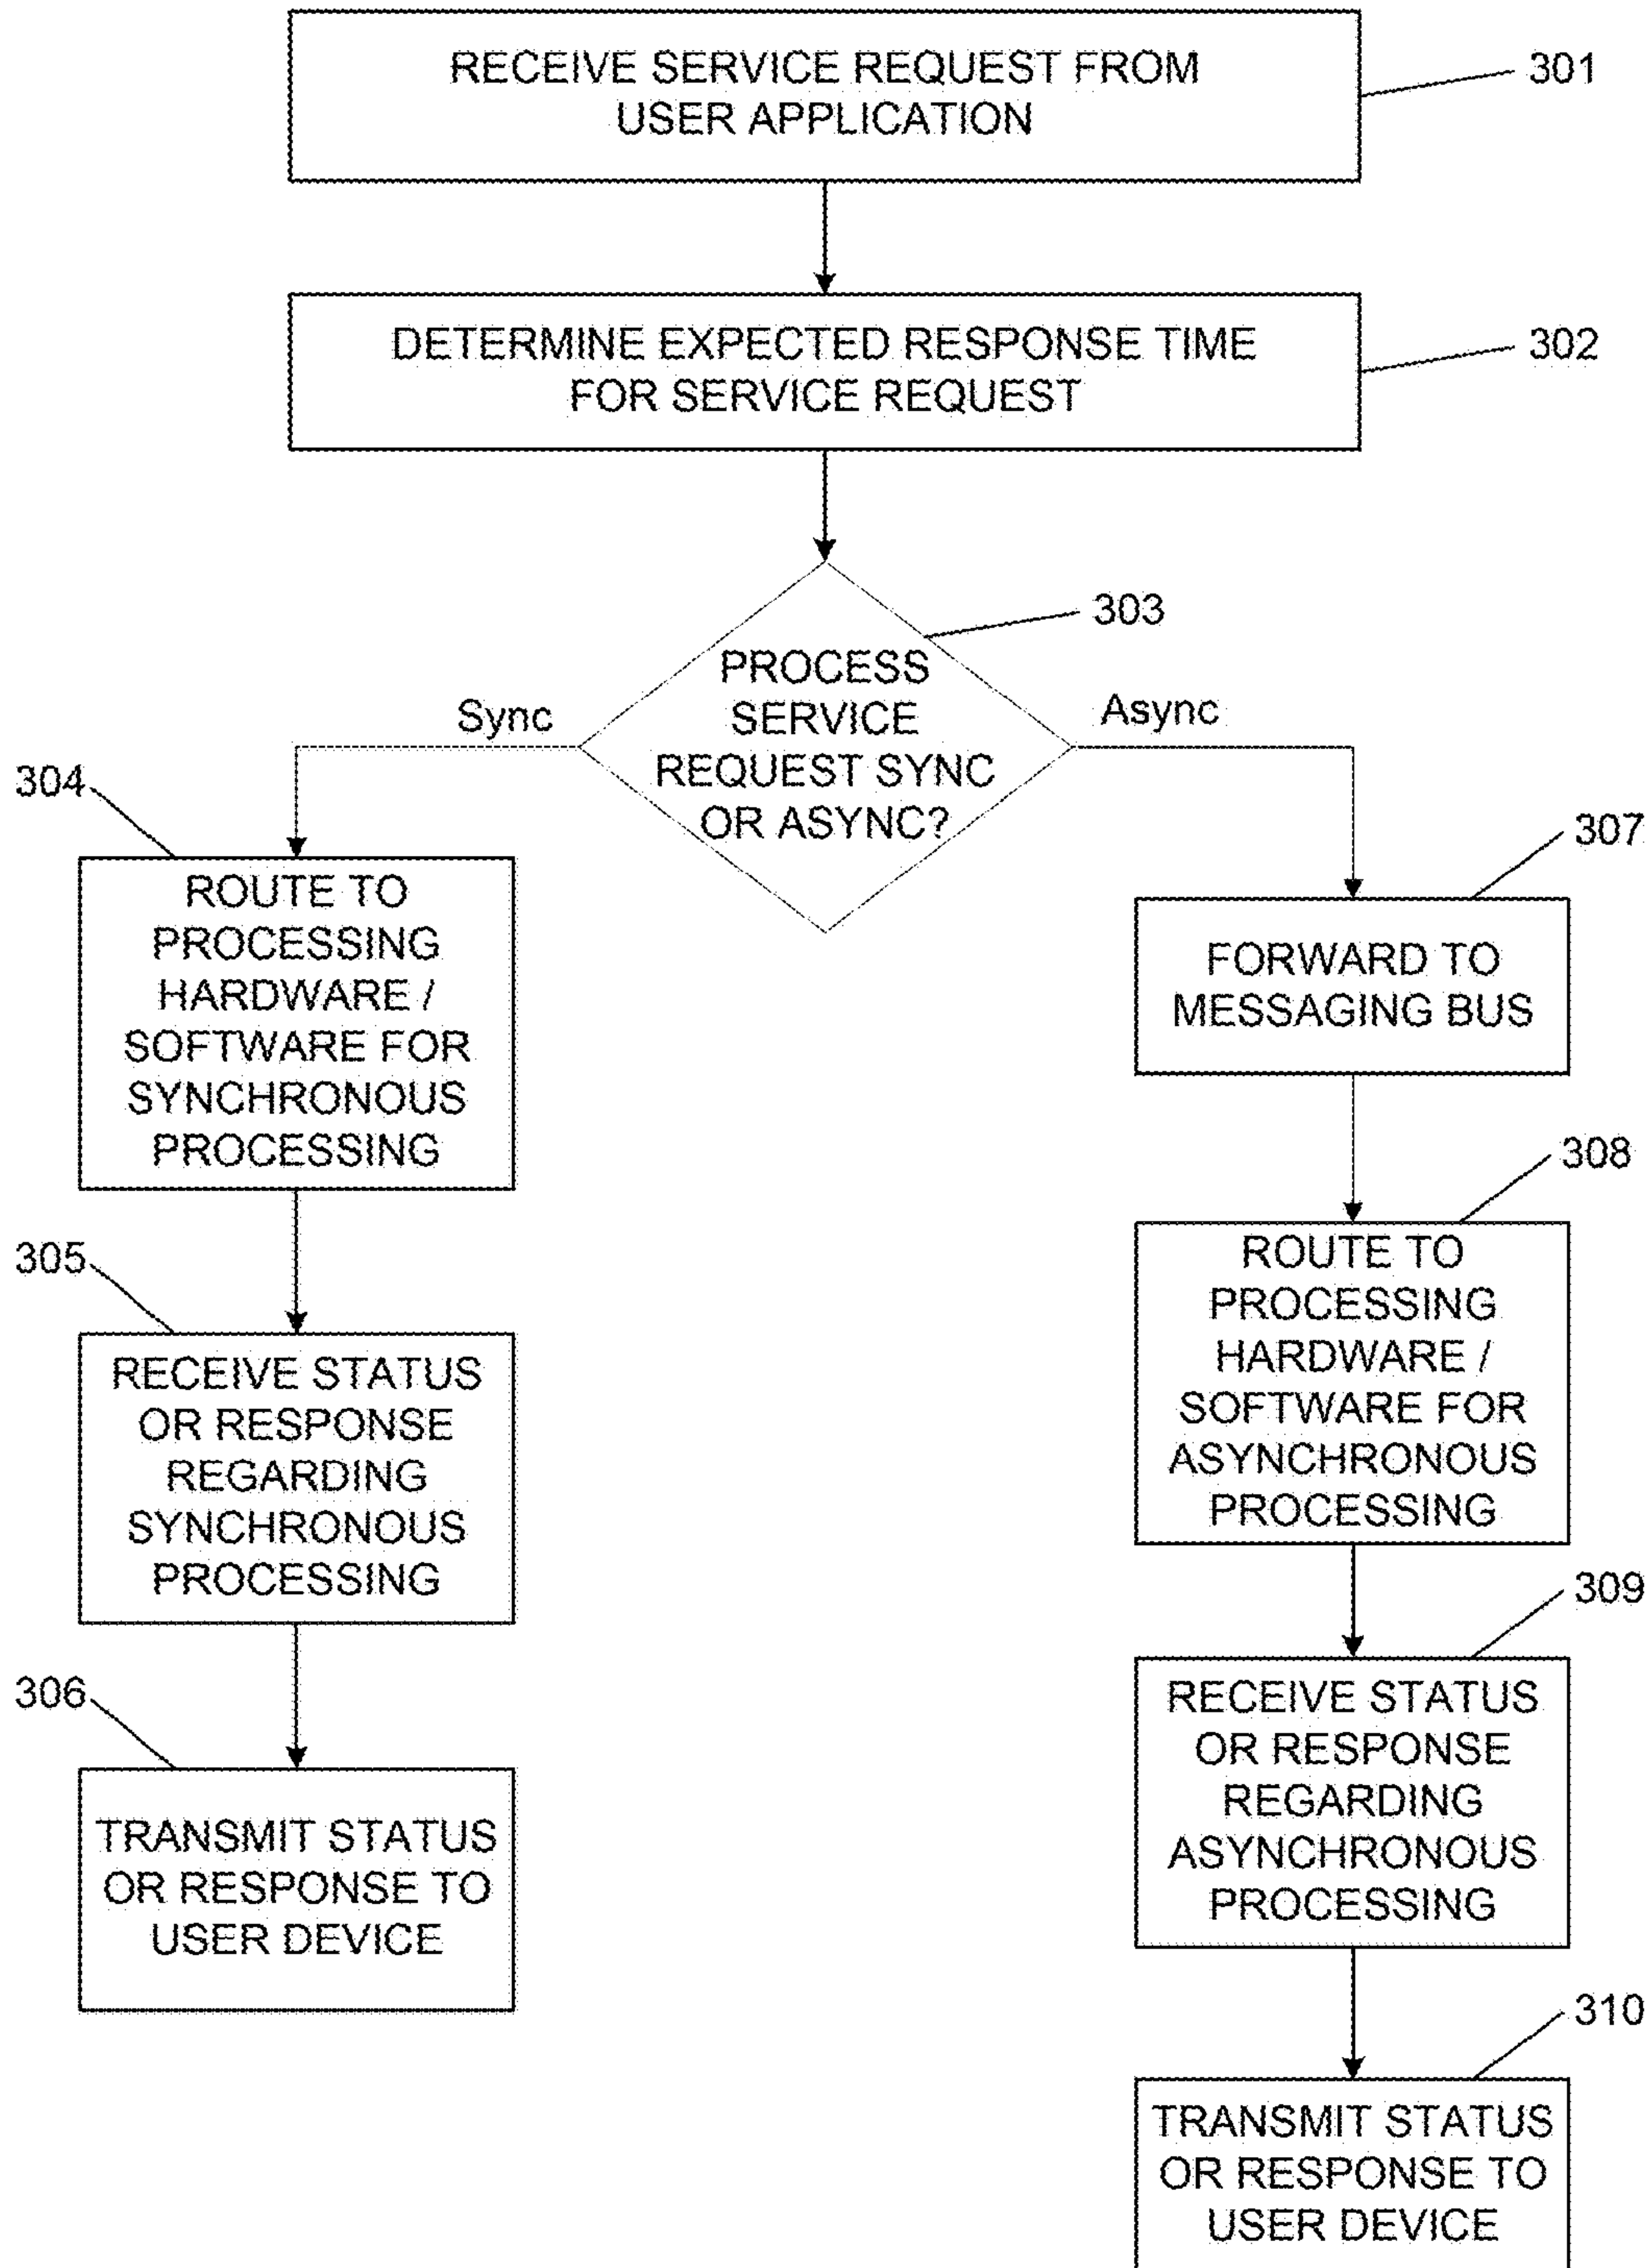 RECEIVE SERVICE REQUEST FROM
USER APPLICATION
301
DETERMINE EXPECTED RESPONSE TIME
FOR SERVICE REQUEST
302
303
PROCESS
SERVICE
REQUEST SYNC
OR ASYNC?
Sync
Async
304
ROUTE TO
PROCESSING
HARDWARE /
SOFTWARE FOR
SYNCHRONOUS
PROCESSING
305
RECEIVE STATUS
OR RESPONSE
REGARDING
SYNCHRONOUS
PROCESSING
306
TRANSMIT STATUS
OR RESPONSE TO
USER DEVICE
307
FORWARD TO
MESSAGING BUS
308
ROUTE TO
PROCESSING
HARDWARE /
SOFTWARE FOR
ASYNCHRONOUS
PROCESSING
309
RECEIVE STATUS
OR RESPONSE
REGARDING
ASYNCHRONOUS
PROCESSING
310
TRANSMIT STATUS
OR RESPONSE TO
USER DEVICE